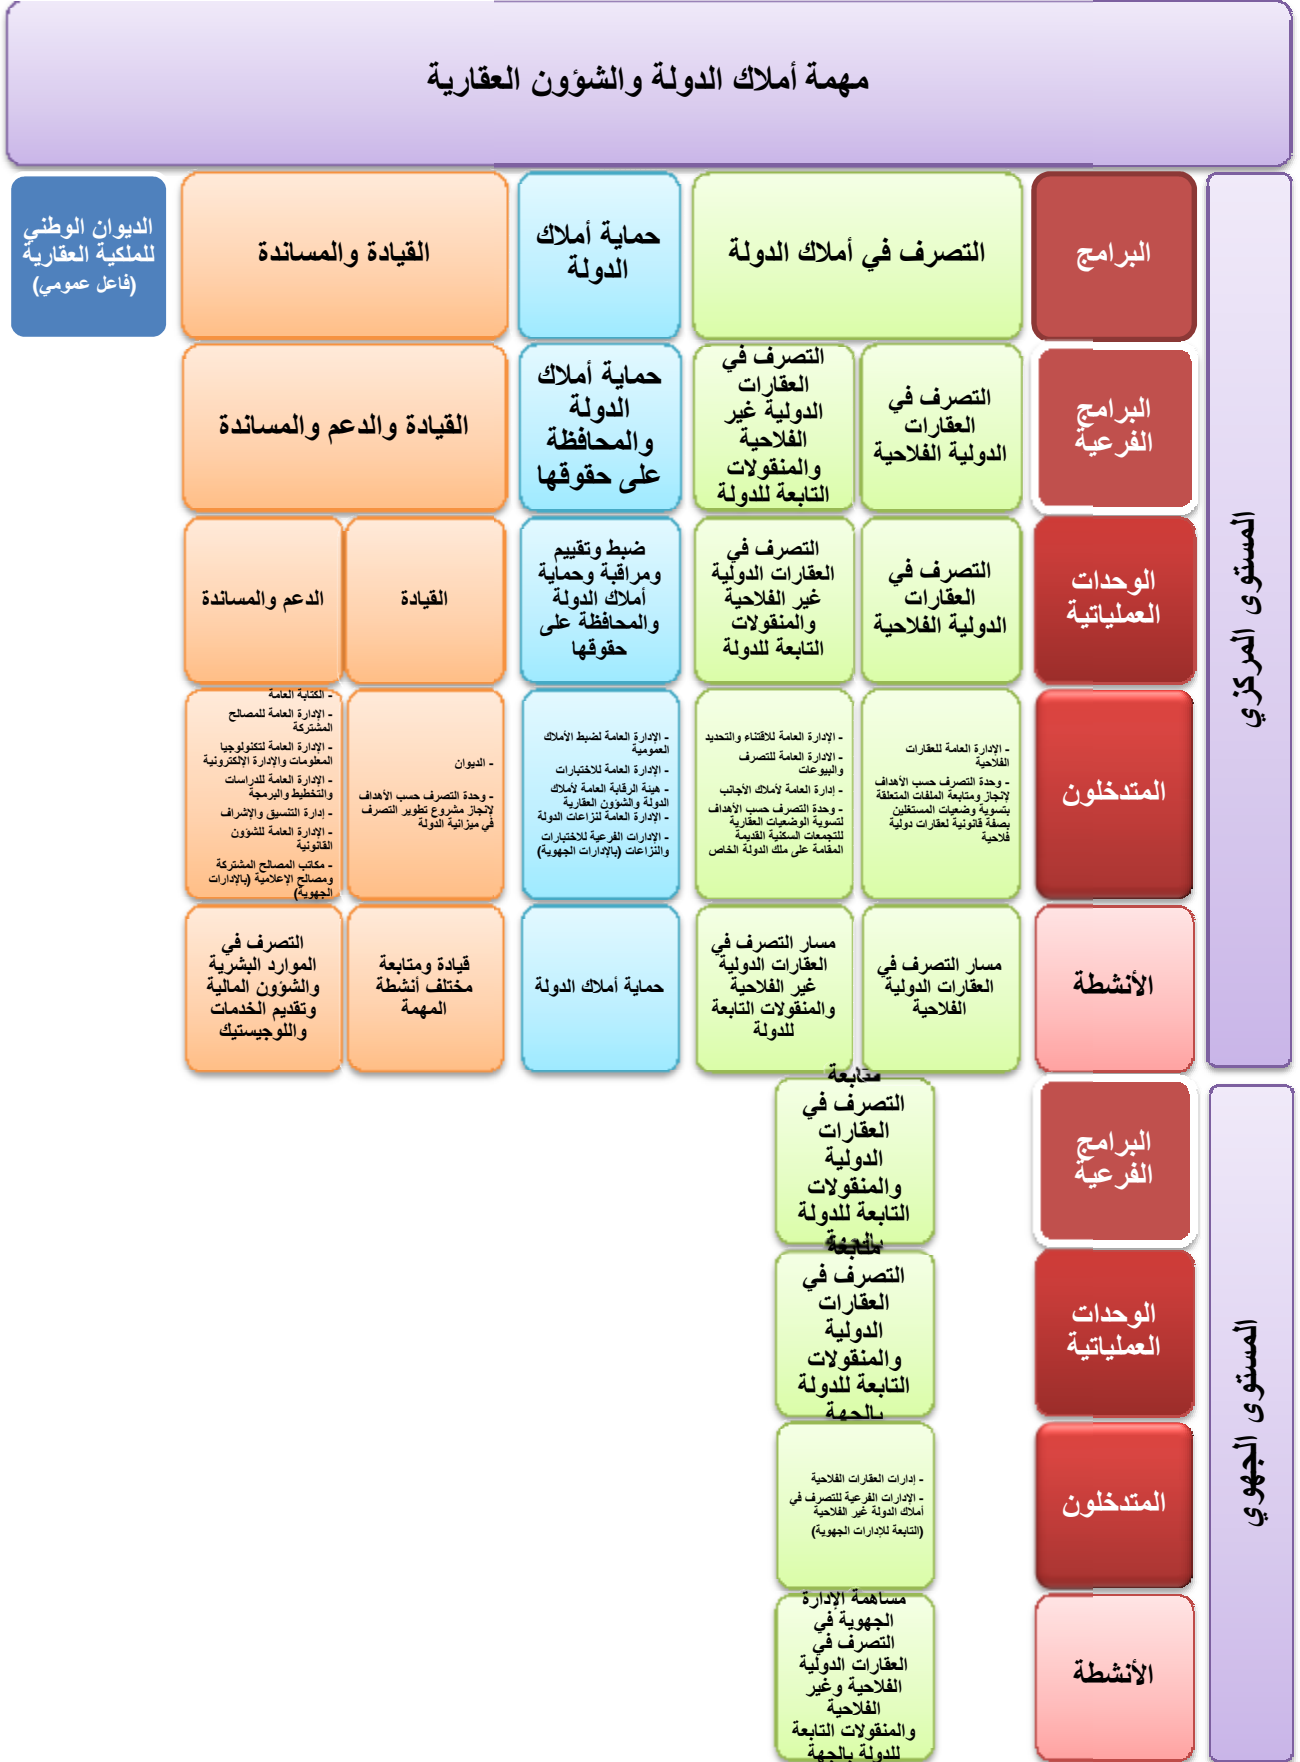 مهمة أملاك الدولة والشؤون العقارية
المستوى المركزي
البرامج
التصرف في أملاك الدولة
حماية أملاك
الدولة
القيادة والمساندة
الديوان الوطني
للملكية العقارية
(فاعل عمومي)
البرامج
الفرعية
التصرف في
العقارات
الدولية الفلاحية
التصرف في
العقارات
الدولية غير
الفلاحية
والمنقولات
التابعة للدولة
حماية أملاك
الدولة
والمحافظة
على حقوقها
القيادة والدعم والمساندة
الوحدات
العملياتية
التصرف في
العقارات
الدولية الفلاحية
التصرف في
العقارات الدولية
غير الفلاحية
والمنقولات
التابعة للدولة
ضبط وتقييم
ومراقبة وحماية
أملاك الدولة
والمحافظة على
حقوقها
القيادة
الدعم والمساندة
المتدخلون
- الإدارة العامة للعقارات
الفلاحية
- وحدة التصرف حسب الأهداف
لإنجاز ومتابعة الملفات المتعلقة
بتسوية وضعيات المستغلين
بصفة قانونية لعقارات دولية
فلاحية
- الإدارة العامة للاقتناء والتحديد
- الإدارة العامة للتصرف
والبيوعات
- إدارة العامة لأملاك الأجانب
- وحدة التصرف حسب الأهداف
لتسوية الوضعيات العقارية
للتجمعات السكنية القديمة
المقامة على ملك الدولة الخاص
- الإدارة العامة لضبط الأملاك
العمومية
- الإدارة العامة للاختبارات
- هيئة الرقابة العامة لأملاك
الدولة والشؤون العقارية
- الإدارة العامة لنزاعات الدولة
- الإدارات الفرعية للاختبارات
والنزاعات (بالإدارات الجهوية)
- الديوان
- وحدة التصرف حسب الأهداف
لإنجاز مشروع تطوير التصرف
في ميزانية الدولة
- الكتابة العامة
- الإدارة العامة للمصالح
المشتركة
- الإدارة العامة لتكنولوجيا
المعلومات والإدارة الإلكترونية
- الإدارة العامة للدراسات
والتخطيط والبرمجة
- إدارة التنسيق والإشراف
- الإدارة العامة للشؤون
القانونية
- مكاتب المصالح المشتركة
ومصالح الإعلامية (بالإدارات
الجهوية)
الأنشطة
مسار التصرف في
العقارات الدولية
الفلاحية
مسار التصرف في
العقارات الدولية
غير الفلاحية
والمنقولات التابعة
للدولة
حماية أملاك الدولة
قيادة ومتابعة
مختلف أنشطة
المهمة
التصرف في
الموارد البشرية
والشؤون المالية
وتقديم الخدمات
واللوجيستيك
المستوى الجهوي
البرامج
الفرعية
متابعة
التصرف في
العقارات
الدولية
والمنقولات
التابعة للدولة
بالجهة
الوحدات
العملياتية
متابعة
التصرف في
العقارات
الدولية
والمنقولات
التابعة للدولة
بالجهة
المتدخلون
- إدارات العقارات الفلاحية
- الإدارات الفرعية للتصرف في
أملاك الدولة غير الفلاحية
(التابعة للإدارات الجهوية)
الأنشطة
مساهمة الإدارة
الجهوية في
التصرف في
العقارات الدولية
الفلاحية وغير
الفلاحية
والمنقولات التابعة
للدولة بالجهة